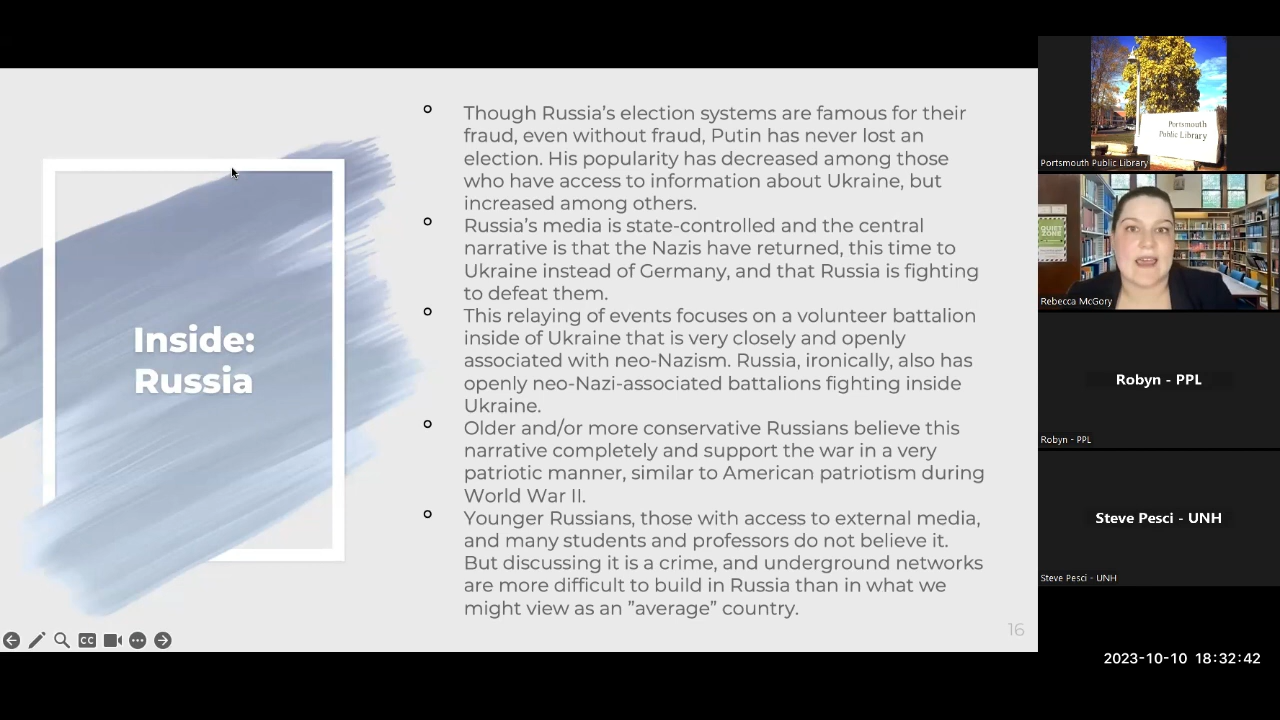 Inside:
Russia
Though Russia's election systems are famous for their
fraud, even without fraud, Putin has never lost an
election. His popularity has decreased among those
who have access to information about Ukraine, but
increased among others.
Russia's media is state-controlled and the central
narrative is that the Nazis have returned, this time to
Ukraine instead of Germany, and that Russia is fighting
to defeat them.
This relaying of events focuses on a volunteer battalion
inside of Ukraine that is very closely and openly
associated with neo-Nazism. Russia, ironically, also has
openly neo-Nazi-associated battalions fighting inside
Ukraine.
Older and/or more conservative Russians believe this
narrative completely and support the war in a very
patriotic manner, similar to American patriotism during
World War II.
Younger Russians, those with access to external media,
and many students and professors do not believe it.
But discussing it is a crime, and underground networks
are more difficult to build in Russia than in what we
might view as an ”average” country.
16
CC
Portsmouth
Public Library
Portsmouth Public Library
QUIET
ZONE
Rebecca McGory
Robyn - PPL
Robyn - PPL
Steve Pesci - UNH
Steve Pesci - UNH
2023-10-10 18:32:42